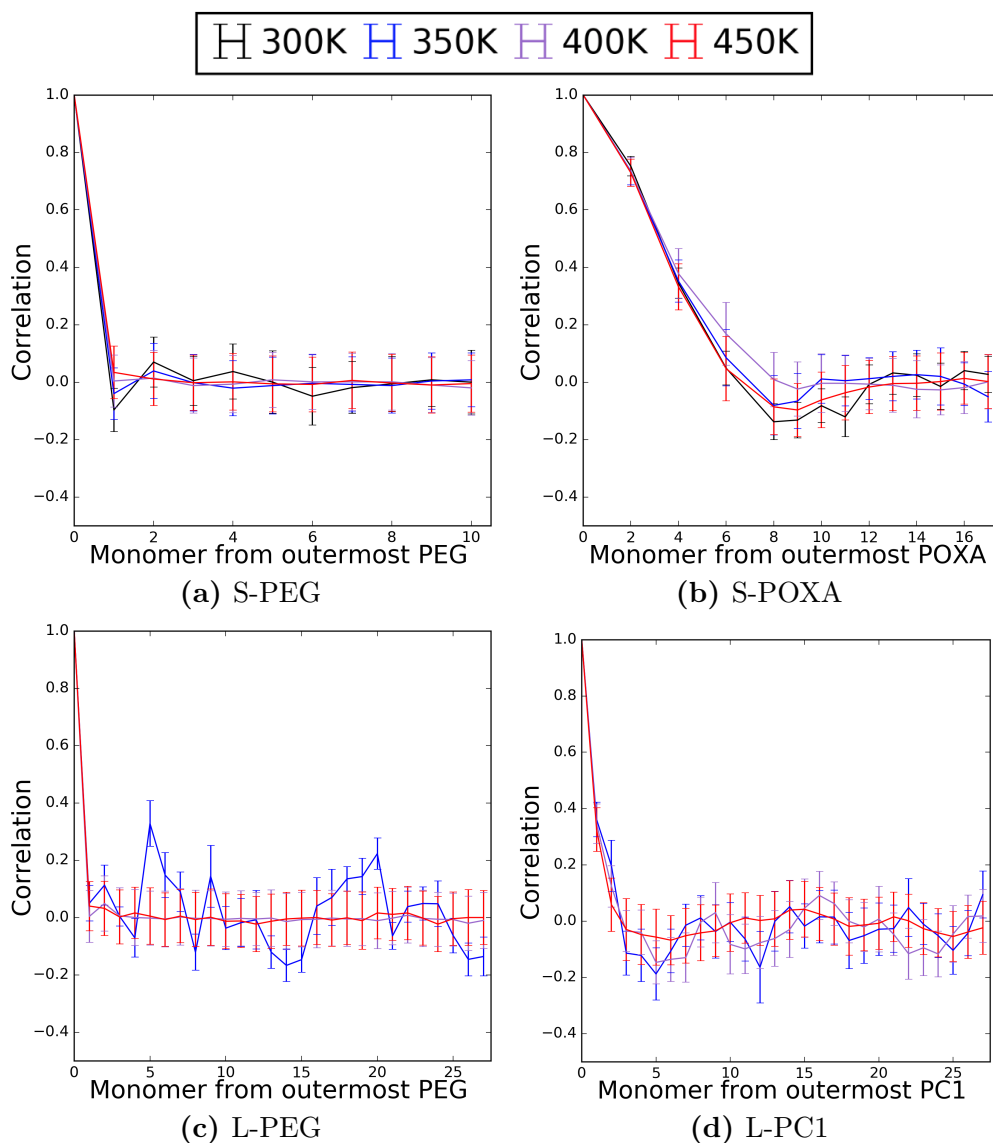 300K 350K 400K 450K
1.0
0.8
0.6
0.4
0.2
0.0
−0.2
−0.4
Correlation
0 2 4 6 8 10
Monomer from outermost PEG
(a) S-PEG
1.0
0.8
0.6
0.4
0.2
0.0
−0.2
−0.4
Correlation
0 2 4 6 8 10 12 14 16
Monomer from outermost POXA
(b) S-POXA
1.0
0.8
0.6
0.4
0.2
0.0
−0.2
−0.4
Correlation
0 5 10 15 20 25
Monomer from outermost PEG
(c) L-PEG
1.0
0.8
0.6
0.4
0.2
0.0
−0.2
−0.4
Correlation
0 5 10 15 20 25
Monomer from outermost PC1
(d) L-PC1